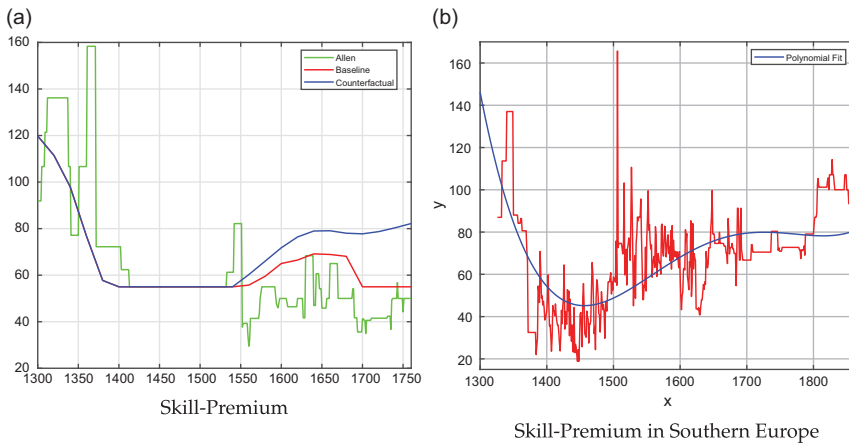 (a)
160
140
120
100
80
60
40
20
1300 1350 1400 1450 1500 1550 1600 1650 1700 1750
Allen
Baseline
Counterfactual
Skill-Premium
(b)
160
140
120
100
80
60
40
20
y
1300 1400 1500 1600 1700 1800
x
Polynomial Fit
Skill-Premium in Southern Europe